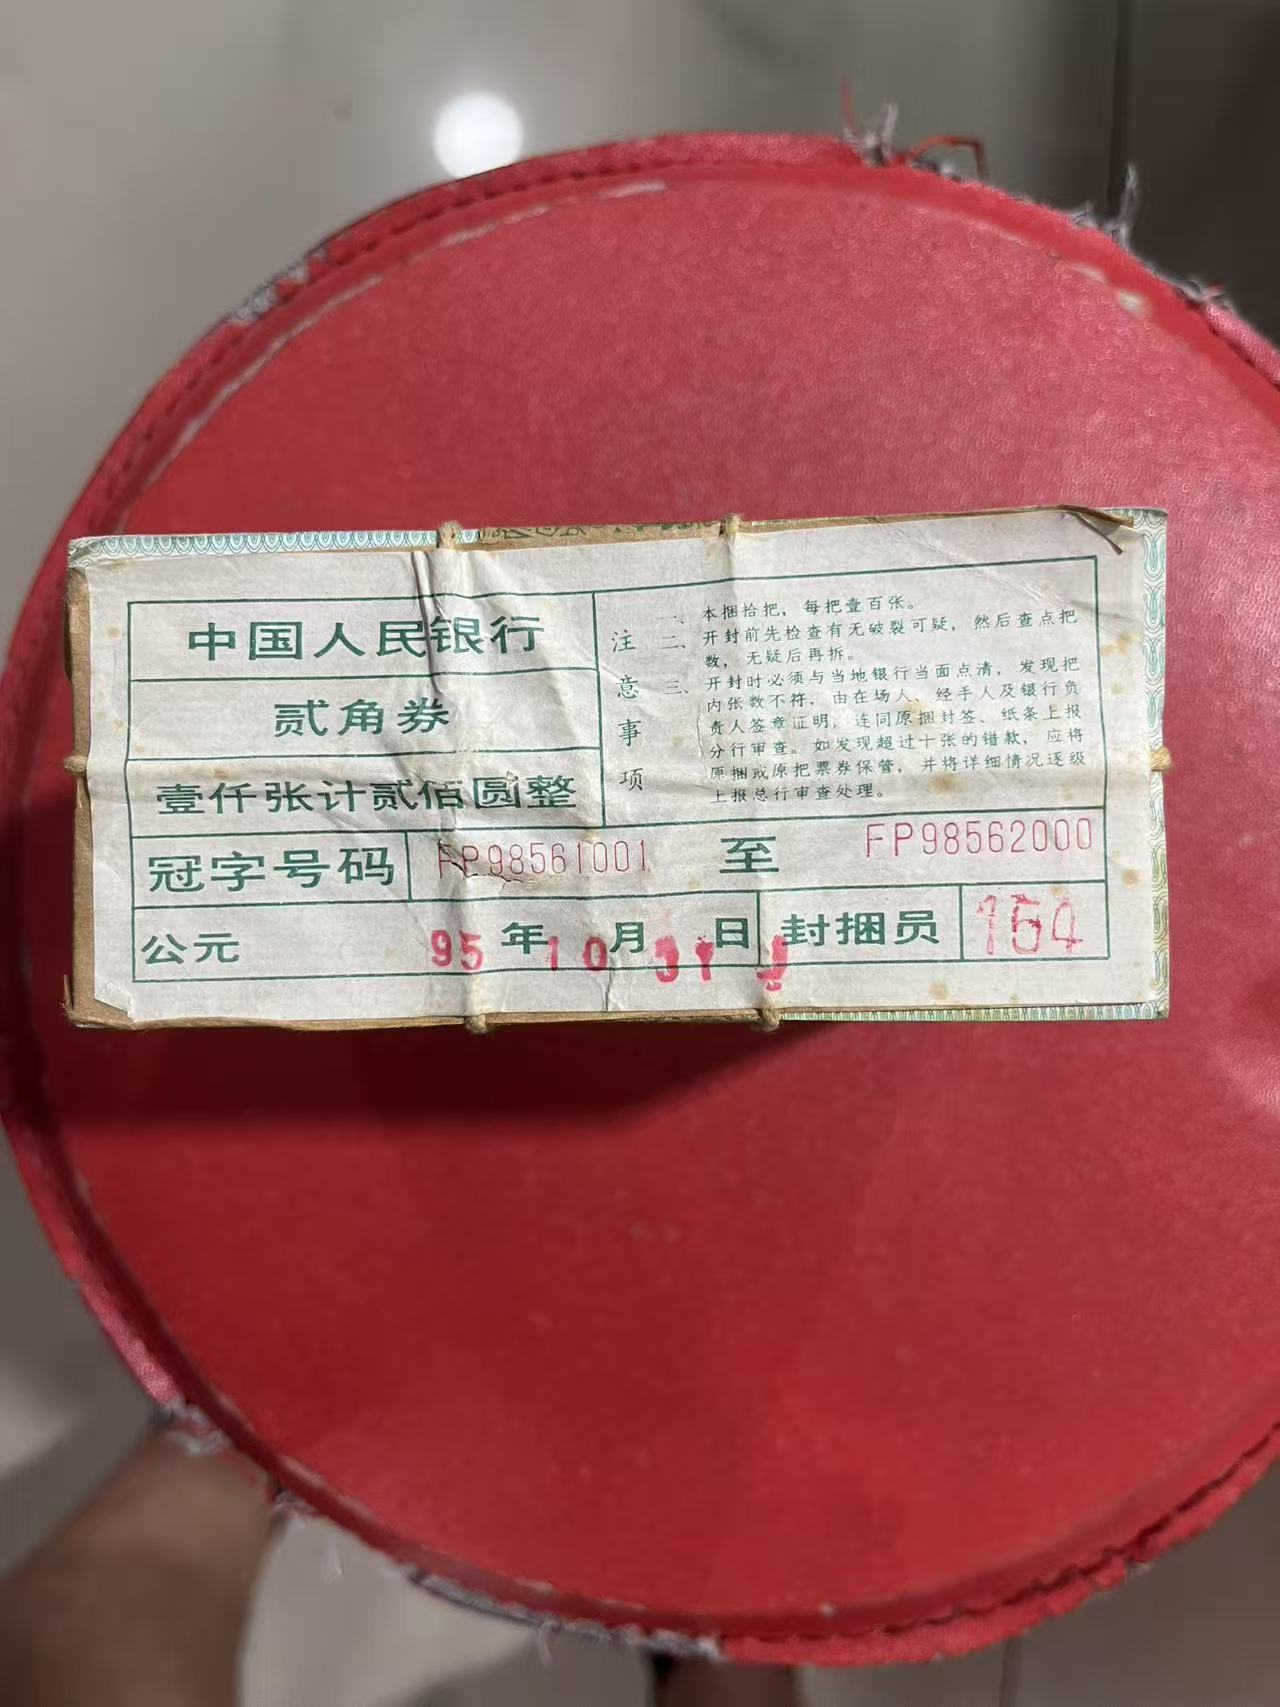 中国人民银行
贰角券
壹仟张计贰佰圆整
注意事项
一、本捆拾把，每把壹百张。
二、开封前先检查有无破裂可疑，然后查点把
数，无疑后再拆。
三、开封时必须与当地银行当面点清，发现把
内张数不符，由在场人、经手人及银行负
责人签章证明，连同原捆封签、纸条上报
分行审查。如发现超过十张的错款，应将
原捆或原把票券保管，并将详细情况逐级
上报总行审查处理。
冠字号码 FP98561001 至 FP98562000
公元 95 年 10 月 31 日 封捆员 154